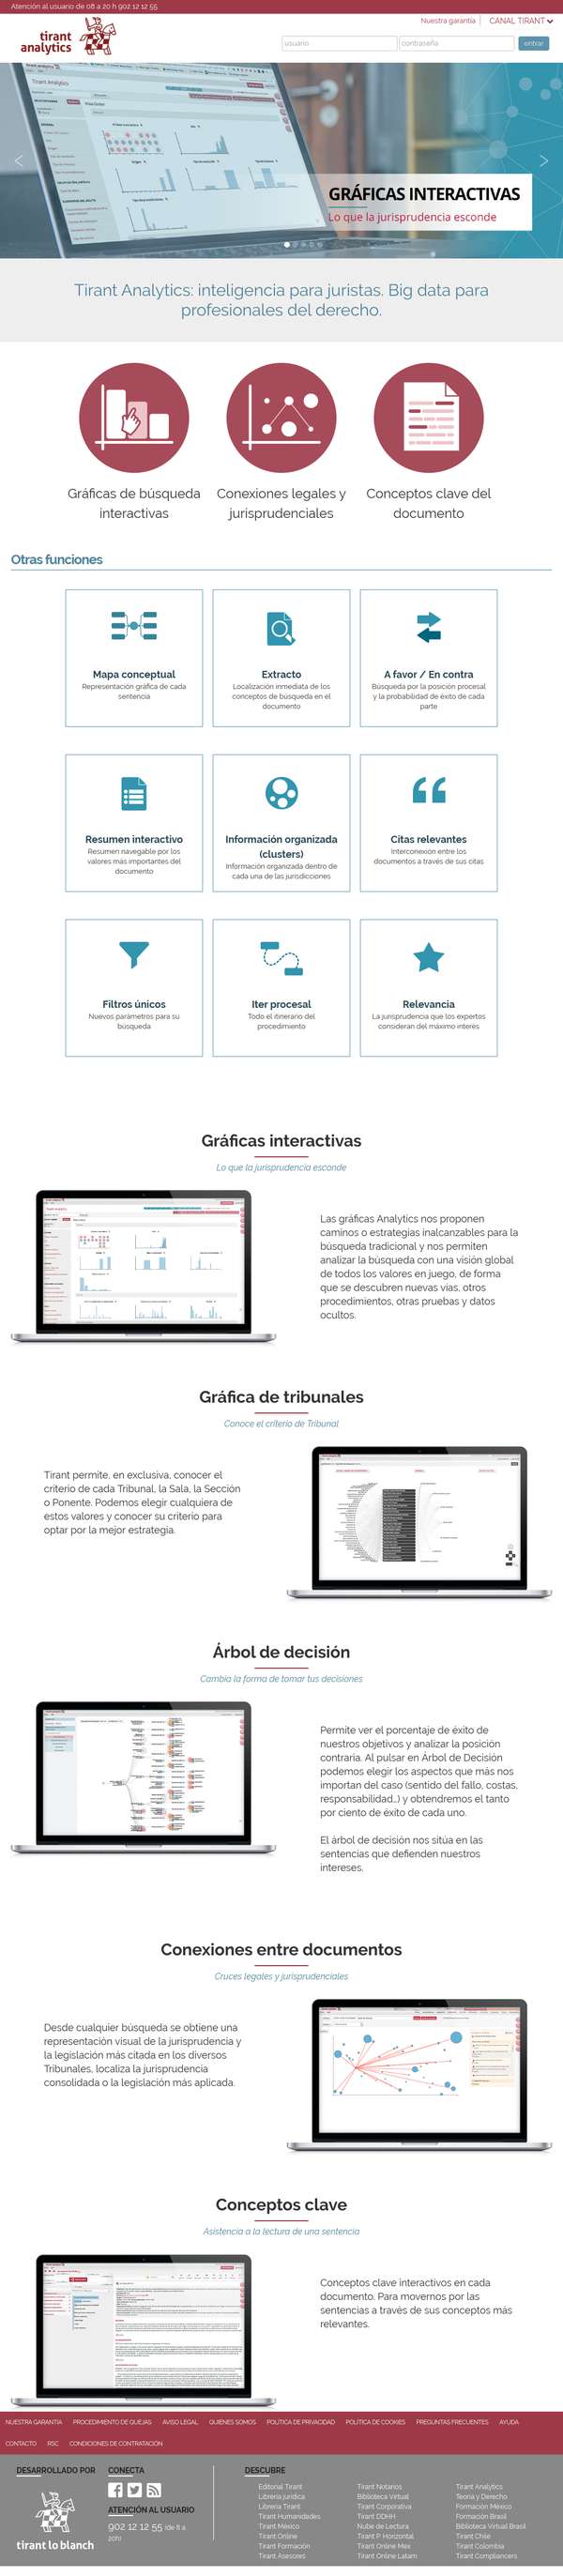 Atención al usuario de 08 a 20 h 902 12 12 55
Nuestra garantía
CANAL TIRANT
tirant
analytics
usuario
contraseña
entrar
GRÁFICAS INTERACTIVAS
Lo que la jurisprudencia esconde
Tirant Analytics: inteligencia para juristas. Big data para
profesionales del derecho.
Gráficas de búsqueda
interactivas
Conexiones legales y
jurisprudenciales
Conceptos clave del
documento
Otras funciones
Mapa conceptual
Representación gráfica de cada
sentencia
Extracto
Localización inmediata de los
conceptos de búsqueda en el
documento
A favor / En contra
Búsqueda por la posición procesal
y la probabilidad de éxito de cada
parte
Resumen interactivo
Resumen navegable por los
valores más importantes del
documento
Información organizada
(clusters)
Información organizada dentro de
cada una de las jurisdicciones
Citas relevantes
Interconexión entre los
documentos a través de sus citas
Filtros únicos
Nuevos parámetros para su
búsqueda
Iter procesal
Todo el itinerario del
procedimiento
Relevancia
La jurisprudencia que los expertos
consideran del máximo interés
Gráficas interactivas
Lo que la jurisprudencia esconde
Las gráficas Analytics nos proponen
caminos o estrategias inalcanzables para la
búsqueda tradicional y nos permiten
analizar la búsqueda con una visión global
de todos los valores en juego, de forma
que se descubren nuevas vías, otros
procedimientos, otras pruebas y datos
ocultos.
Gráfica de tribunales
Conoce el criterio de Tribunal
Tirant permite, en exclusiva, conocer el
criterio de cada Tribunal, la Sala, la Sección
o Ponente. Podemos elegir cualquiera de
estos valores y conocer su criterio para
optar por la mejor estrategia.
Árbol de decisión
Cambia la forma de tomar tus decisiones
Permite ver el porcentaje de éxito de
nuestros objetivos y analizar la posición
contraria. Al pulsar en Árbol de Decisión
podemos elegir los aspectos que más nos
importan del caso (sentido del fallo, costas,
responsabilidad...) y obtendremos el tanto
por ciento de éxito de cada uno.
El árbol de decisión nos sitúa en las
sentencias que defienden nuestros
intereses.
Conexiones entre documentos
Cruces legales y jurisprudenciales
Desde cualquier búsqueda se obtiene una
representación visual de la jurisprudencia y
la legislación más citada en los diversos
Tribunales, localiza la jurisprudencia
consolidada o la legislación más aplicada.
Conceptos clave
Asistencia a la lectura de una sentencia
Conceptos clave interactivos en cada
documento. Para movernos por las
sentencias a través de sus conceptos más
relevantes.
NUESTRA GARANTÍA PROCEDIMIENTO DE QUEJAS AVISO LEGAL QUIÉNES SOMOS POLÍTICA DE PRIVACIDAD POLÍTICA DE COOKIES PREGUNTAS FRECUENTES AYUDA
CONTACTO RSC CONDICIONES DE CONTRATACIÓN
DESARROLLADO POR
tirant lo blanch
CONECTA
ATENCIÓN AL USUARIO
902 12 12 55 (de 8 a
20h)
DESCUBRE
Editorial Tirant
Librería jurídica
Librería Tirant
Tirant Humanidades
Tirant México
Tirant Online
Tirant Formación
Tirant Asesores
Tirant Notarios
Biblioteca Virtual
Tirant Corporativa
Tirant DDHH
Nube de Lectura
Tirant P. Horizontal
Tirant Online Mex
Tirant Online Latam
Tirant Analytics
Teoría y Derecho
Formación México
Formación Brasil
Biblioteca Virtual Brasil
Tirant Chile
Tirant Colombia
Tirant Compliancers